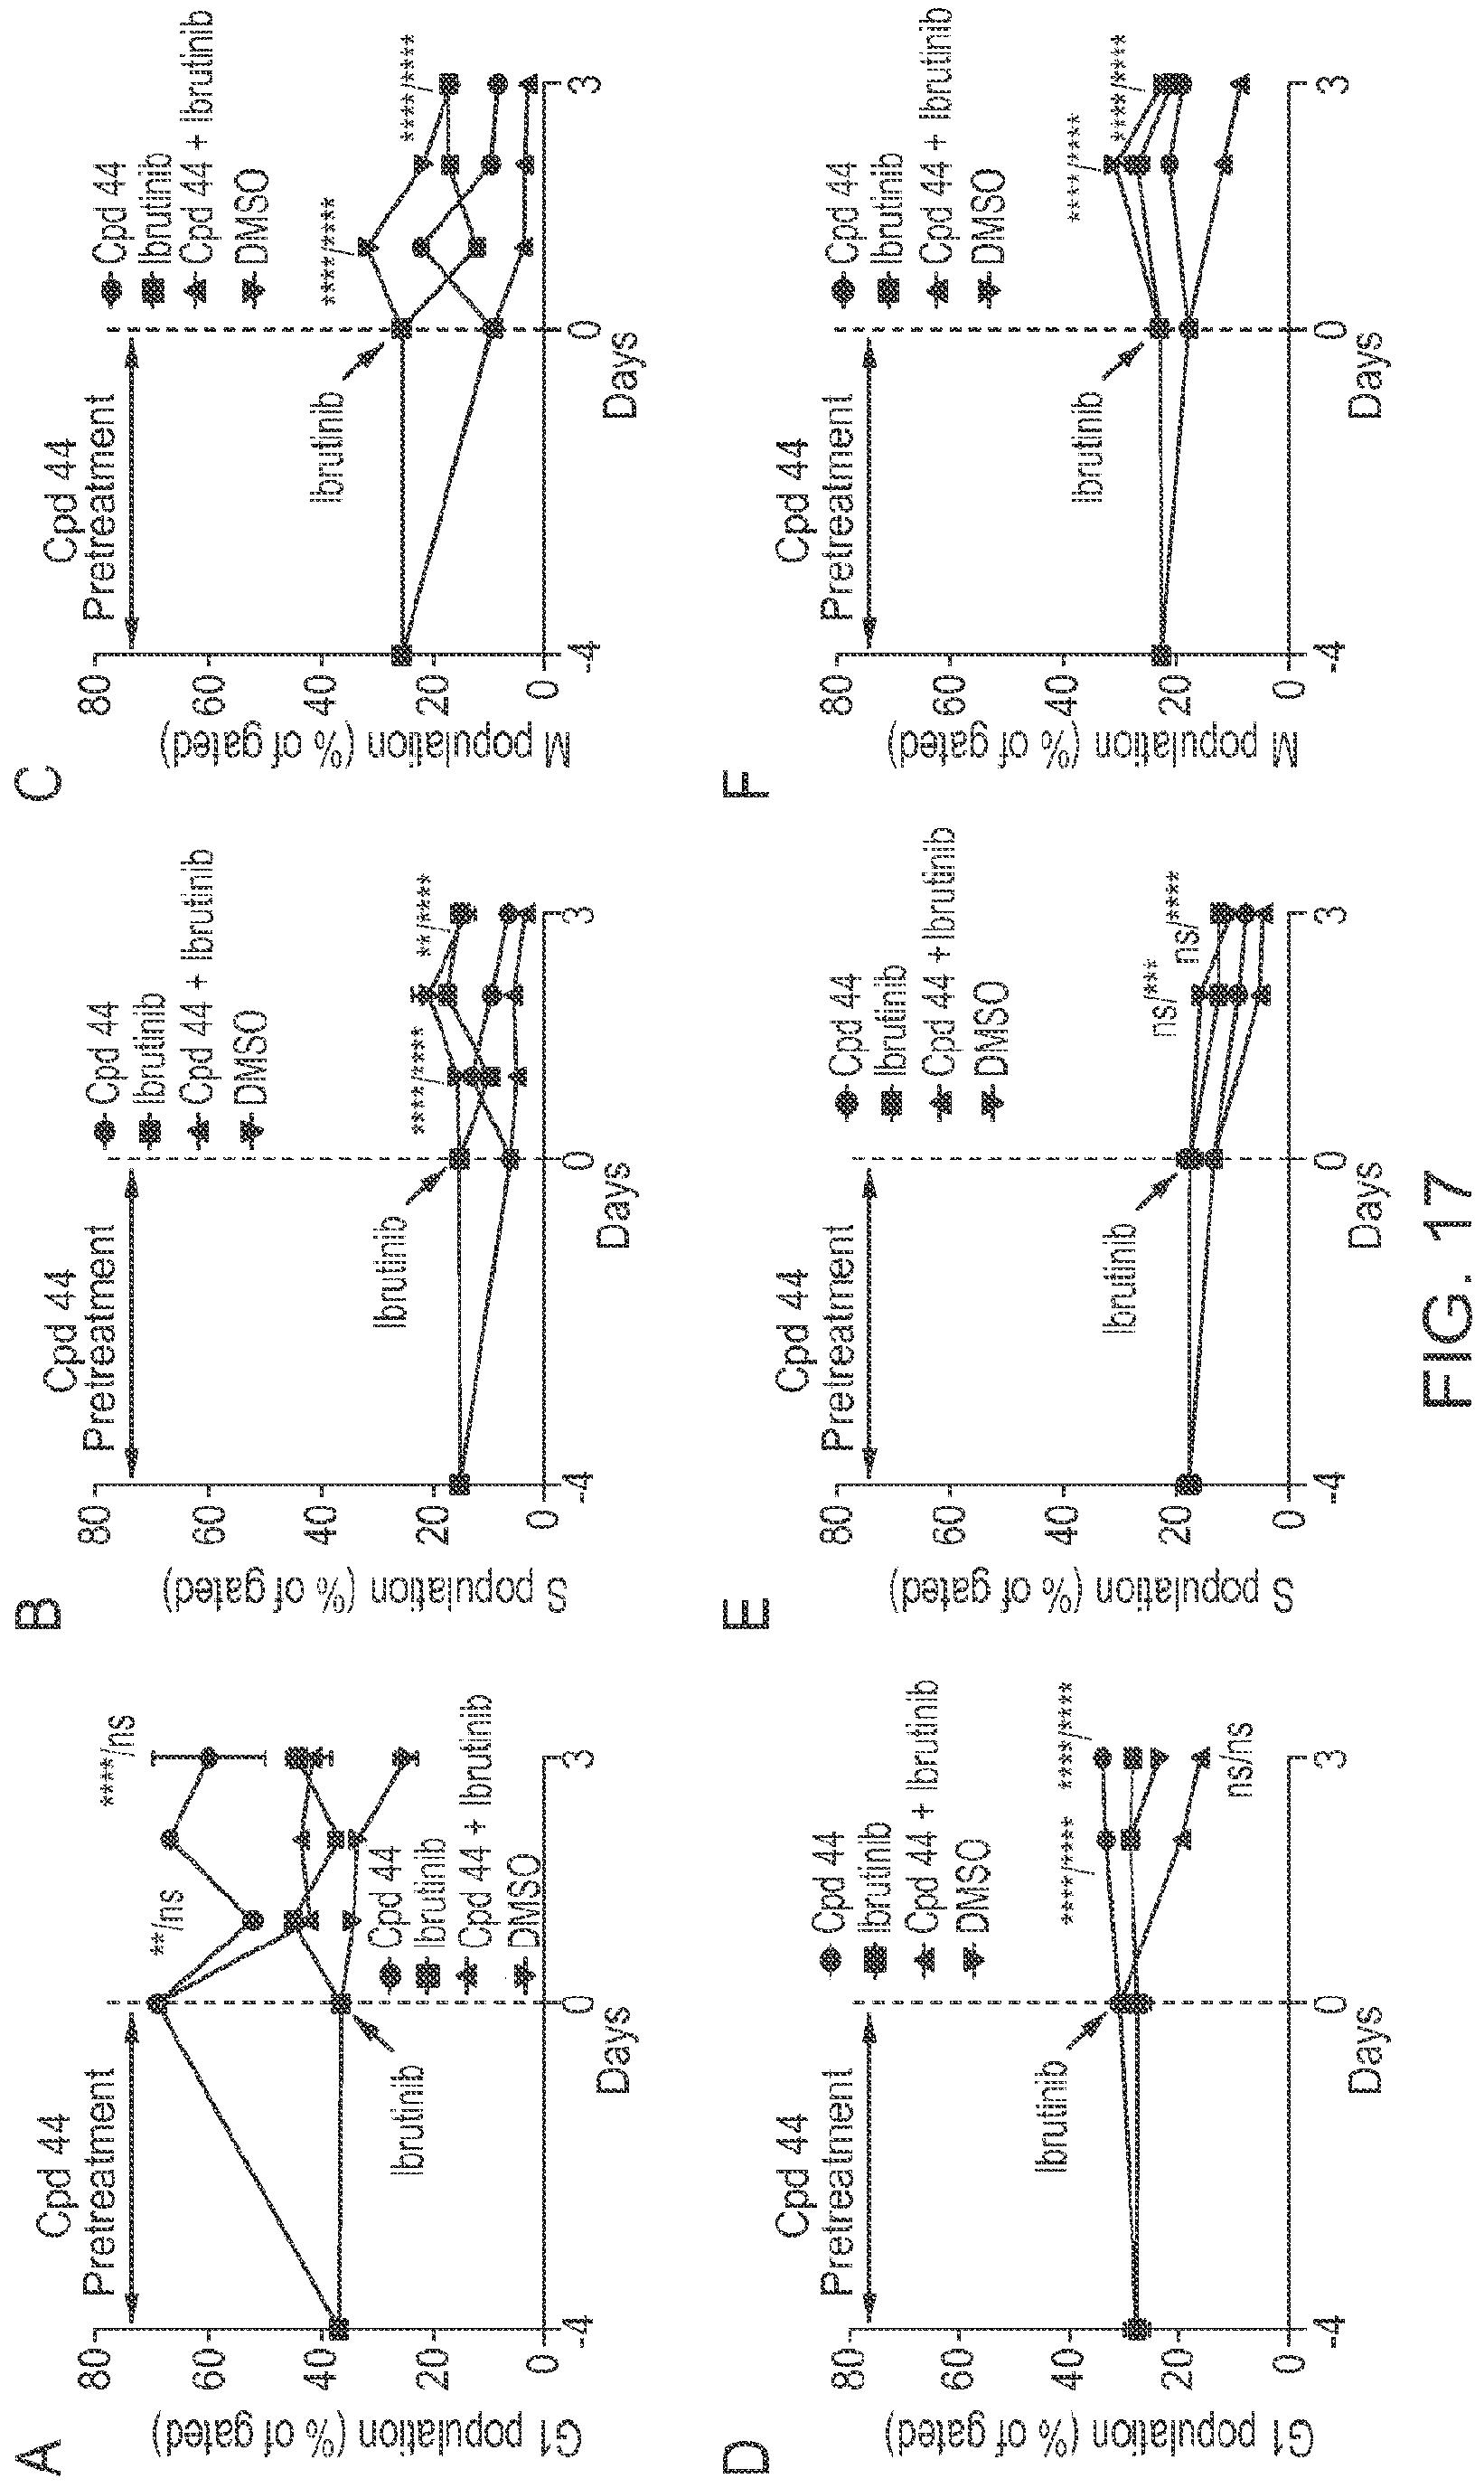 A
Cpd 44
Pretreatment
G1 population (% of gated)
80
60
40
20
0
-4
0
3
Days
Ibrutinib
**/ns
****/ns
Cpd 44
Ibrutinib
Cpd 44 + Ibrutinib
DMSO
B
Cpd 44
Pretreatment
S population (% of gated)
80
60
40
20
0
-4
0
3
Days
Ibrutinib
****/****
**/****
Cpd 44
Ibrutinib
Cpd 44 + Ibrutinib
DMSO
C
Cpd 44
Pretreatment
M population (% of gated)
80
60
40
20
0
-4
0
3
Days
Ibrutinib
****/****
****/****
Cpd 44
Ibrutinib
Cpd 44 + Ibrutinib
DMSO
D
Cpd 44
Pretreatment
G1 population (% of gated)
80
60
40
20
0
-4
0
3
Days
Ibrutinib
****/****
****/****
ns/ns
Cpd 44
Ibrutinib
Cpd 44 + Ibrutinib
DMSO
E
Cpd 44
Pretreatment
S population (% of gated)
80
60
40
20
0
-4
0
3
Days
Ibrutinib
ns/***
ns/****
Cpd 44
Ibrutinib
Cpd 44 + Ibrutinib
DMSO
F
Cpd 44
Pretreatment
M population (% of gated)
80
60
40
20
0
-4
0
3
Days
Ibrutinib
****/****
****/****
Cpd 44
Ibrutinib
Cpd 44 + Ibrutinib
DMSO
FIG. 17